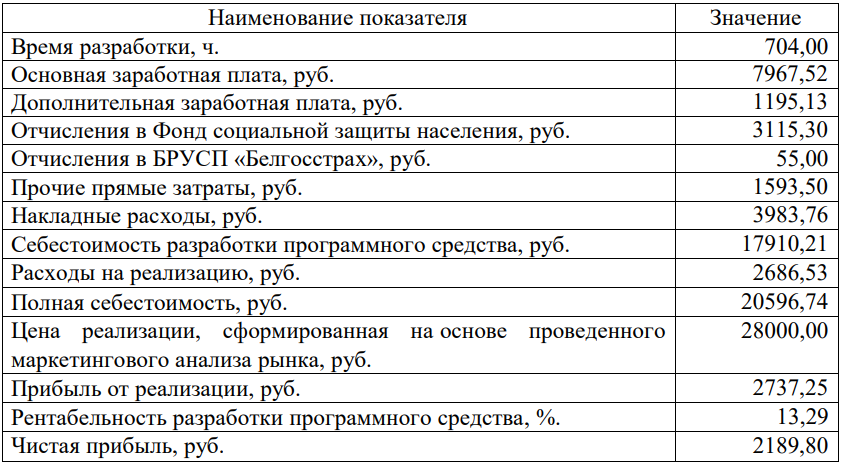 Наименование показателя Значение
Время разработки, ч. 704,00
Основная заработная плата, руб. 7967,52
Дополнительная заработная плата, руб. 1195,13
Отчисления в Фонд социальной защиты населения, руб. 3115,30
Отчисления в БРУСП «Белгосстрах», руб. 55,00
Прочие прямые затраты, руб. 1593,50
Накладные расходы, руб. 3983,76
Себестоимость разработки программного средства, руб. 17910,21
Расходы на реализацию, руб. 2686,53
Полная себестоимость, руб. 20596,74
Цена реализации, сформированная на основе проведенного 28000,00
маркетингового анализа рынка, руб.
Прибыль от реализации, руб. 2737,25
Рентабельность разработки программного средства, %. 13,29
Чистая прибыль, руб. 2189,80